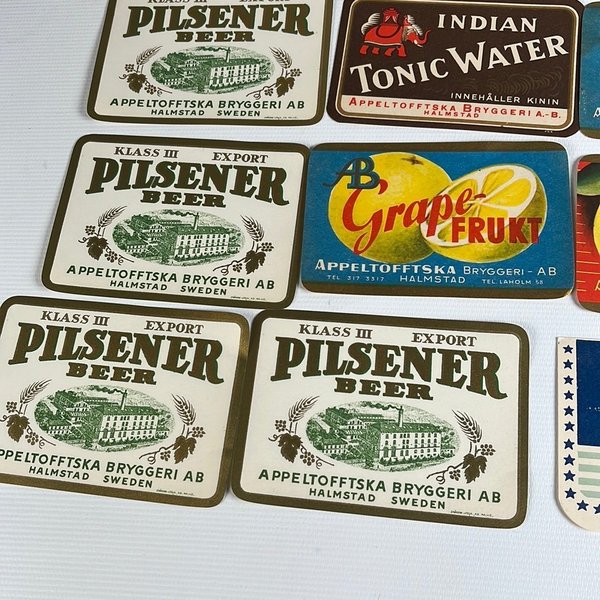 KLASS III EXPORT
PILSENER
BEER
APPELTOFFTSKA BRYGGERI AB
HALMSTAD SWEDEN
INDIAN
TONIC WATER
INNEHÅLLER KININ
APPELTOFFTSKA BRYGGERI A.-B.
HALMSTAD
KLASS III EXPORT
PILSENER
BEER
APPELTOFFTSKA BRYGGERI AB
HALMSTAD SWEDEN
AB
Grape-
FRUKT
APPELTOFFTSKA BRYGGERI-AB
TEL 317 3317 HALMSTAD TEL. LAHOLM 58
KLASS III EXPORT
PILSENER
BEER
APPELTOFFTSKA BRYGGERI AB
HALMSTAD SWEDEN
KLASS III EXPORT
PILSENER
BEER
APPELTOFFTSKA BRYGGERI AB
HALMSTAD SWEDEN